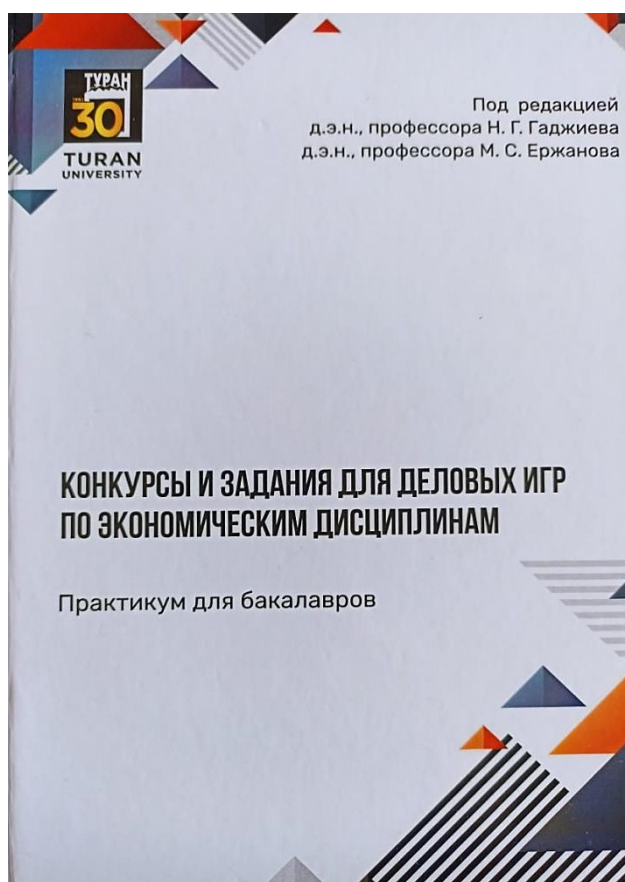 ТУРАН
30
TURAN
UNIVERSITY
Под редакцией
д.э.н., профессора Н. Г. Гаджиева
д.э.н., профессора М. С. Ержанова
КОНКУРСЫ И ЗАДАНИЯ ДЛЯ ДЕЛОВЫХ ИГР
ПО ЭКОНОМИЧЕСКИМ ДИСЦИПЛИНАМ
Практикум для бакалавров